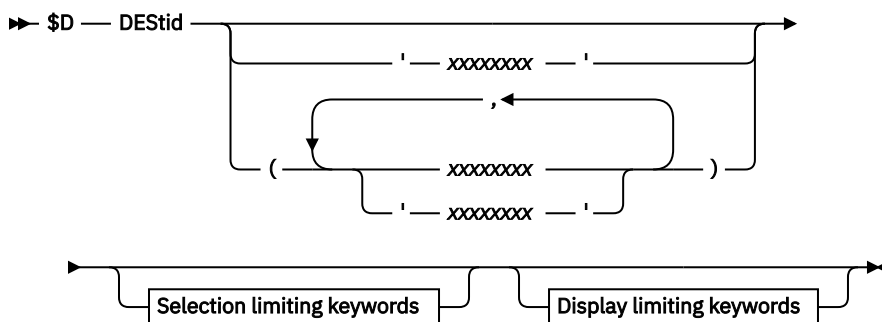 $D DEStid
' xxxxxxxx '
,
( xxxxxxxx )
' xxxxxxxx '
Selection limiting keywords Display limiting keywords